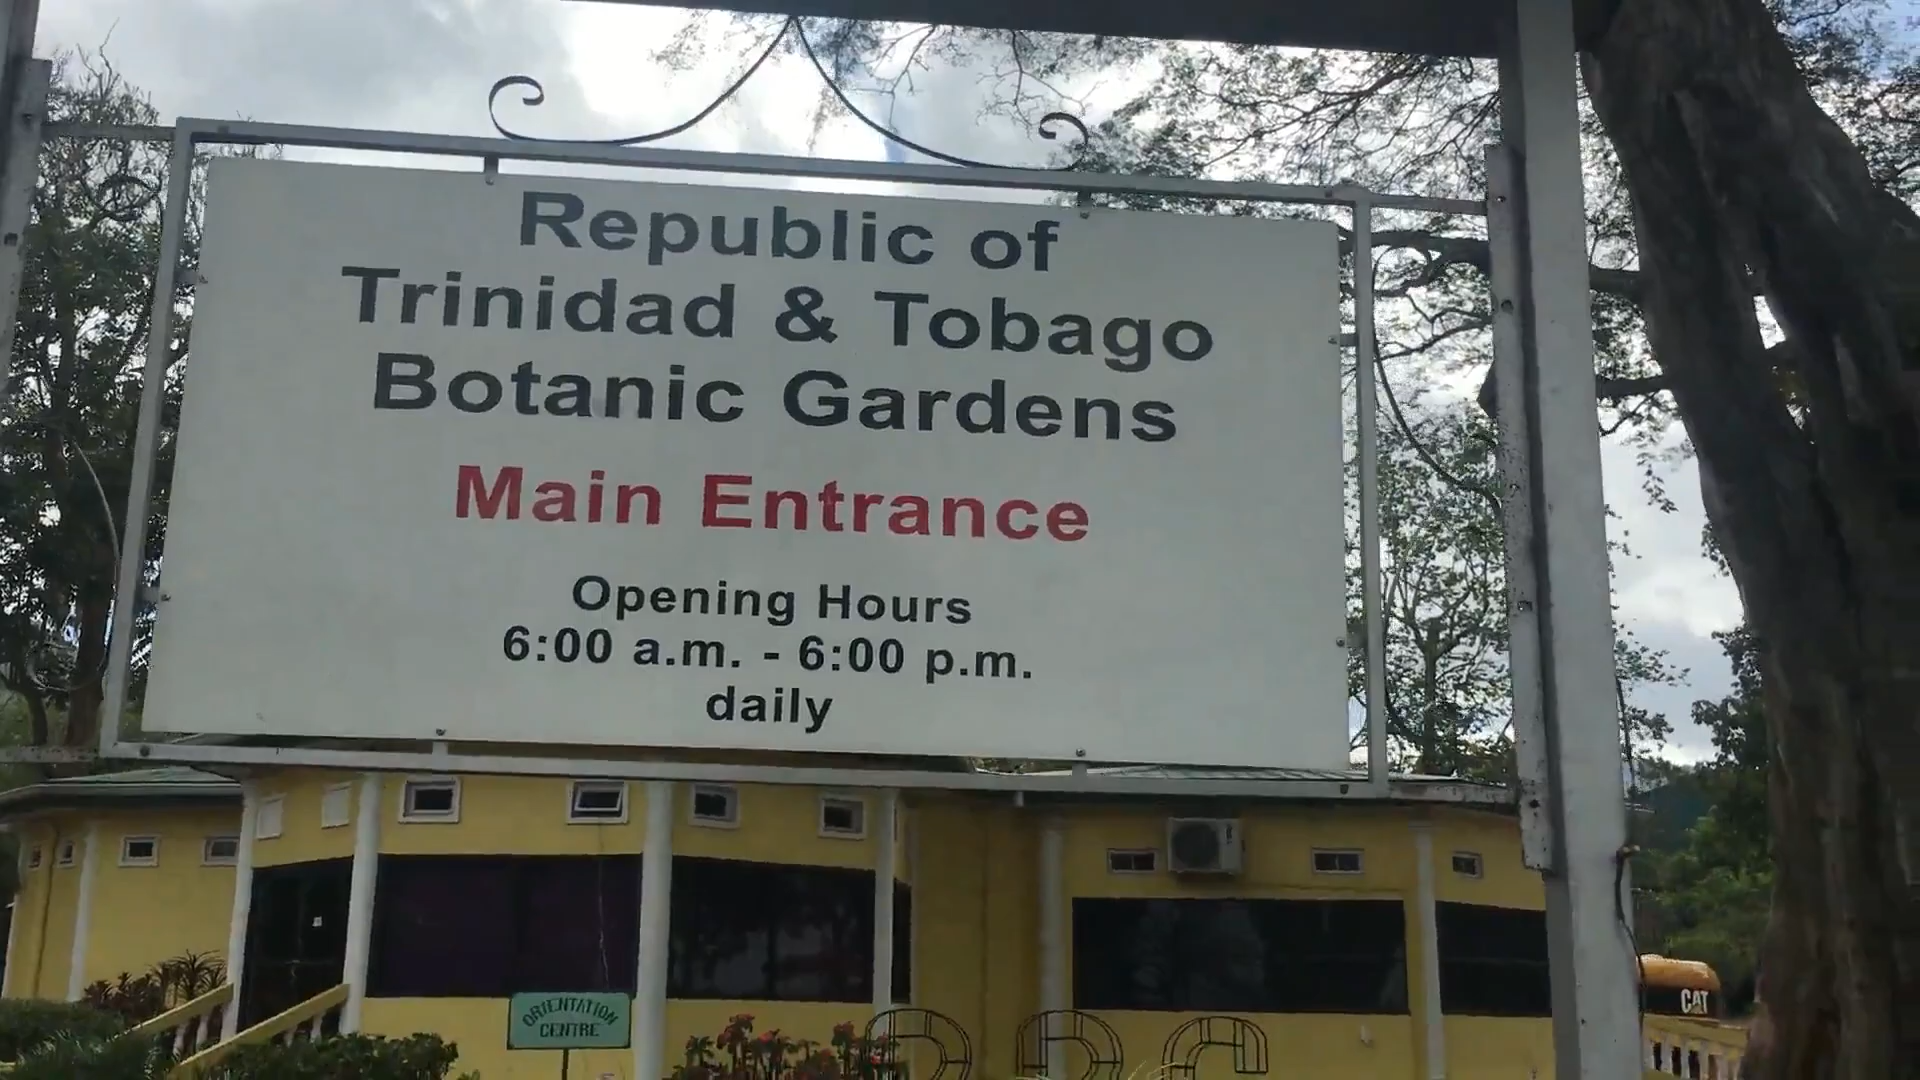 Republic of
Trinidad & Tobago
Botanic Gardens
Main Entrance
Opening Hours
6:00 a.m. - 6:00 p.m.
daily
ORIENTATION
CENTRE
CAT